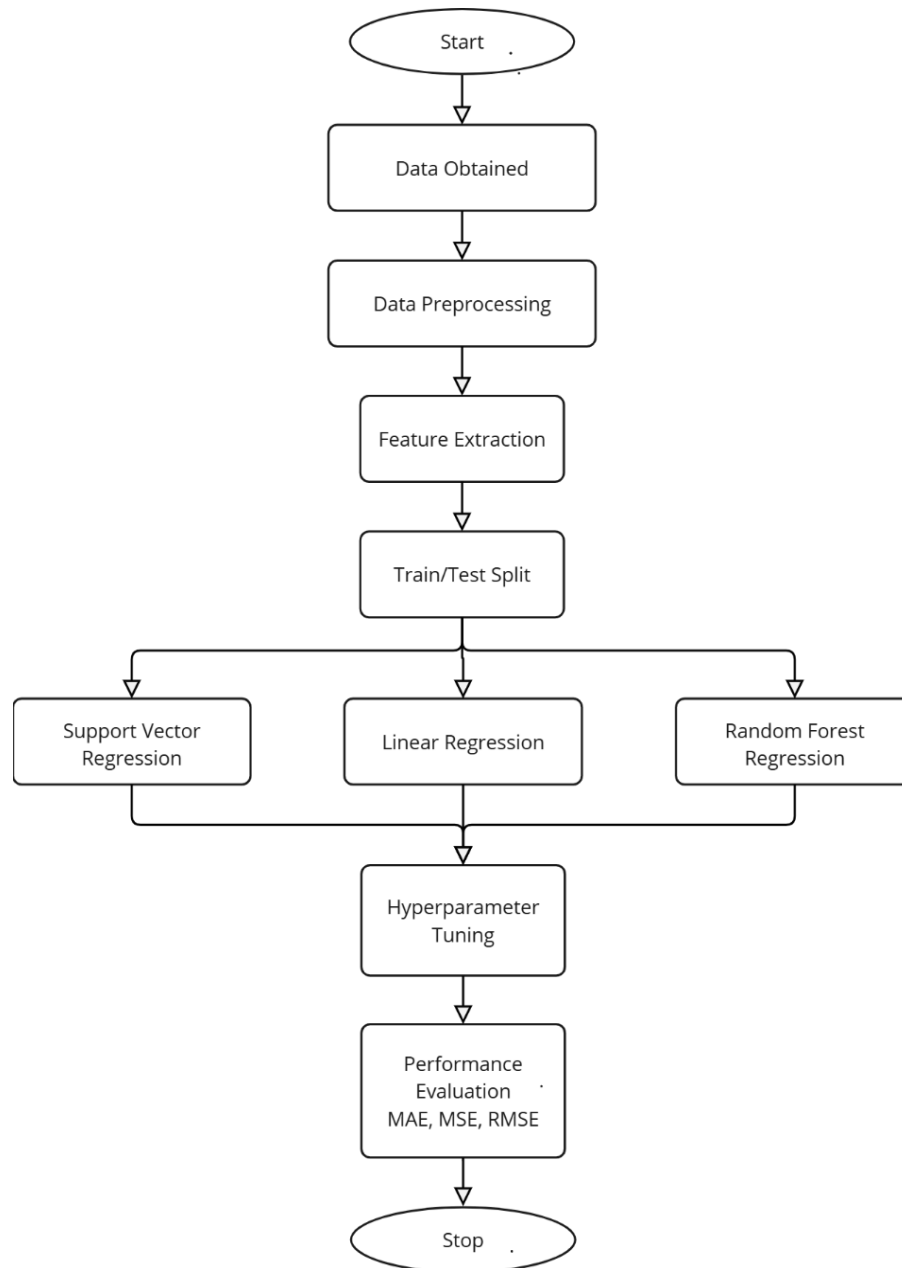 Start
Data Obtained
Data Preprocessing
Feature Extraction
Train/Test Split
Support Vector
Regression
Linear Regression
Random Forest
Regression
Hyperparameter
Tuning
Performance
Evaluation
MAE, MSE, RMSE
Stop